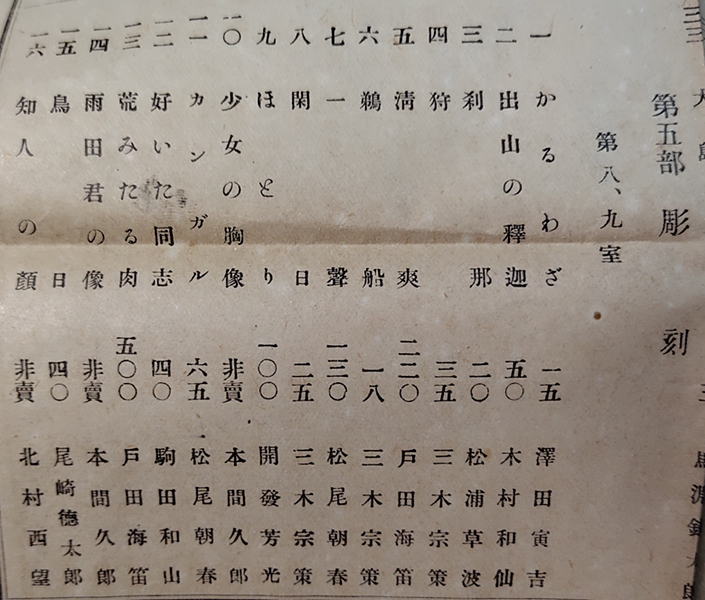 第五部 彫刻
第八、九室
一 かるわざ 一五 澤田寅吉
二 出山の釋迦 五〇 木村和仙
三 刹那 二〇 松浦草波
四 狩 三五 三木宗策
五 淸爽 二二〇 戸田海笛
六 鵜船 一八 三木宗策
七 一聲 一三〇 松尾朝春
八 閑日 二五 三木宗策
九 ほとり 一〇〇 開發芳光
一〇 少女の胸像 非賣 本間久郎
一一 カンガル 六五 松尾朝春
一二 好いた同志 四〇 駒田和山
一三 荒みたる肉 五〇〇 戸田海笛
一四 雨田君の像 非賣 本間久郎
一五 鳥日 四〇 尾崎德太郎
一六 知人の顏 非賣 北村西望